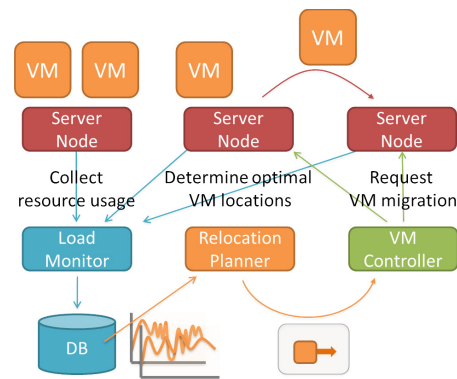 VM
VM
VM
VM
Server
Node
Server
Node
Server
Node
Collect
resource usage
Determine optimal
VM locations
Request
VM migration
Load
Monitor
Relocation
Planner
VM
Controller
DB